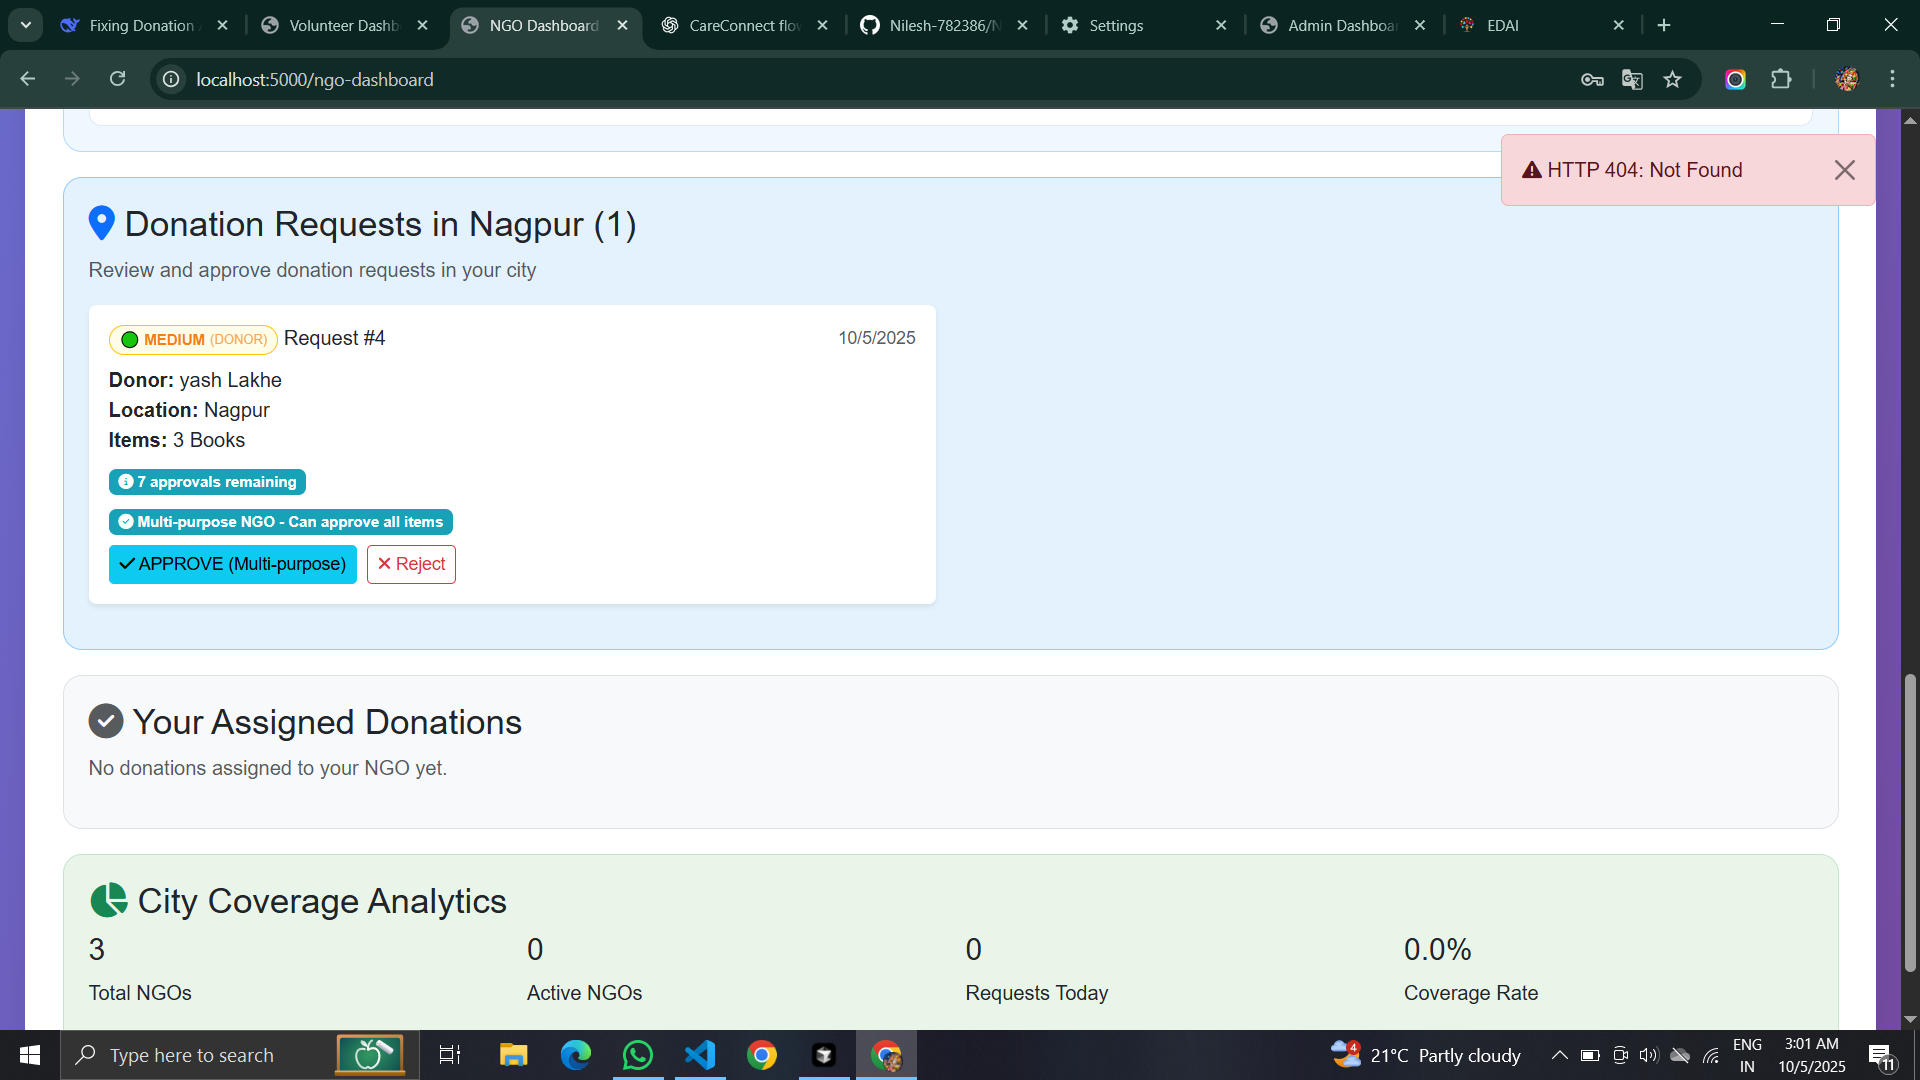 Fixing Donation
Volunteer Dashb
NGO Dashboard
CareConnect flow
Nilesh-782386/N
Settings
Admin Dashboar
EDAI
localhost:5000/ngo-dashboard
HTTP 404: Not Found
Donation Requests in Nagpur (1)
Review and approve donation requests in your city
MEDIUM (DONOR) Request #4
10/5/2025
Donor: yash Lakhe
Location: Nagpur
Items: 3 Books
7 approvals remaining
Multi-purpose NGO - Can approve all items
APPROVE (Multi-purpose)
Reject
Your Assigned Donations
No donations assigned to your NGO yet.
City Coverage Analytics
3
0
0
0.0%
Total NGOs
Active NGOs
Requests Today
Coverage Rate
Type here to search
4
21°C Partly cloudy
ENG
IN
3:01 AM
10/5/2025
11